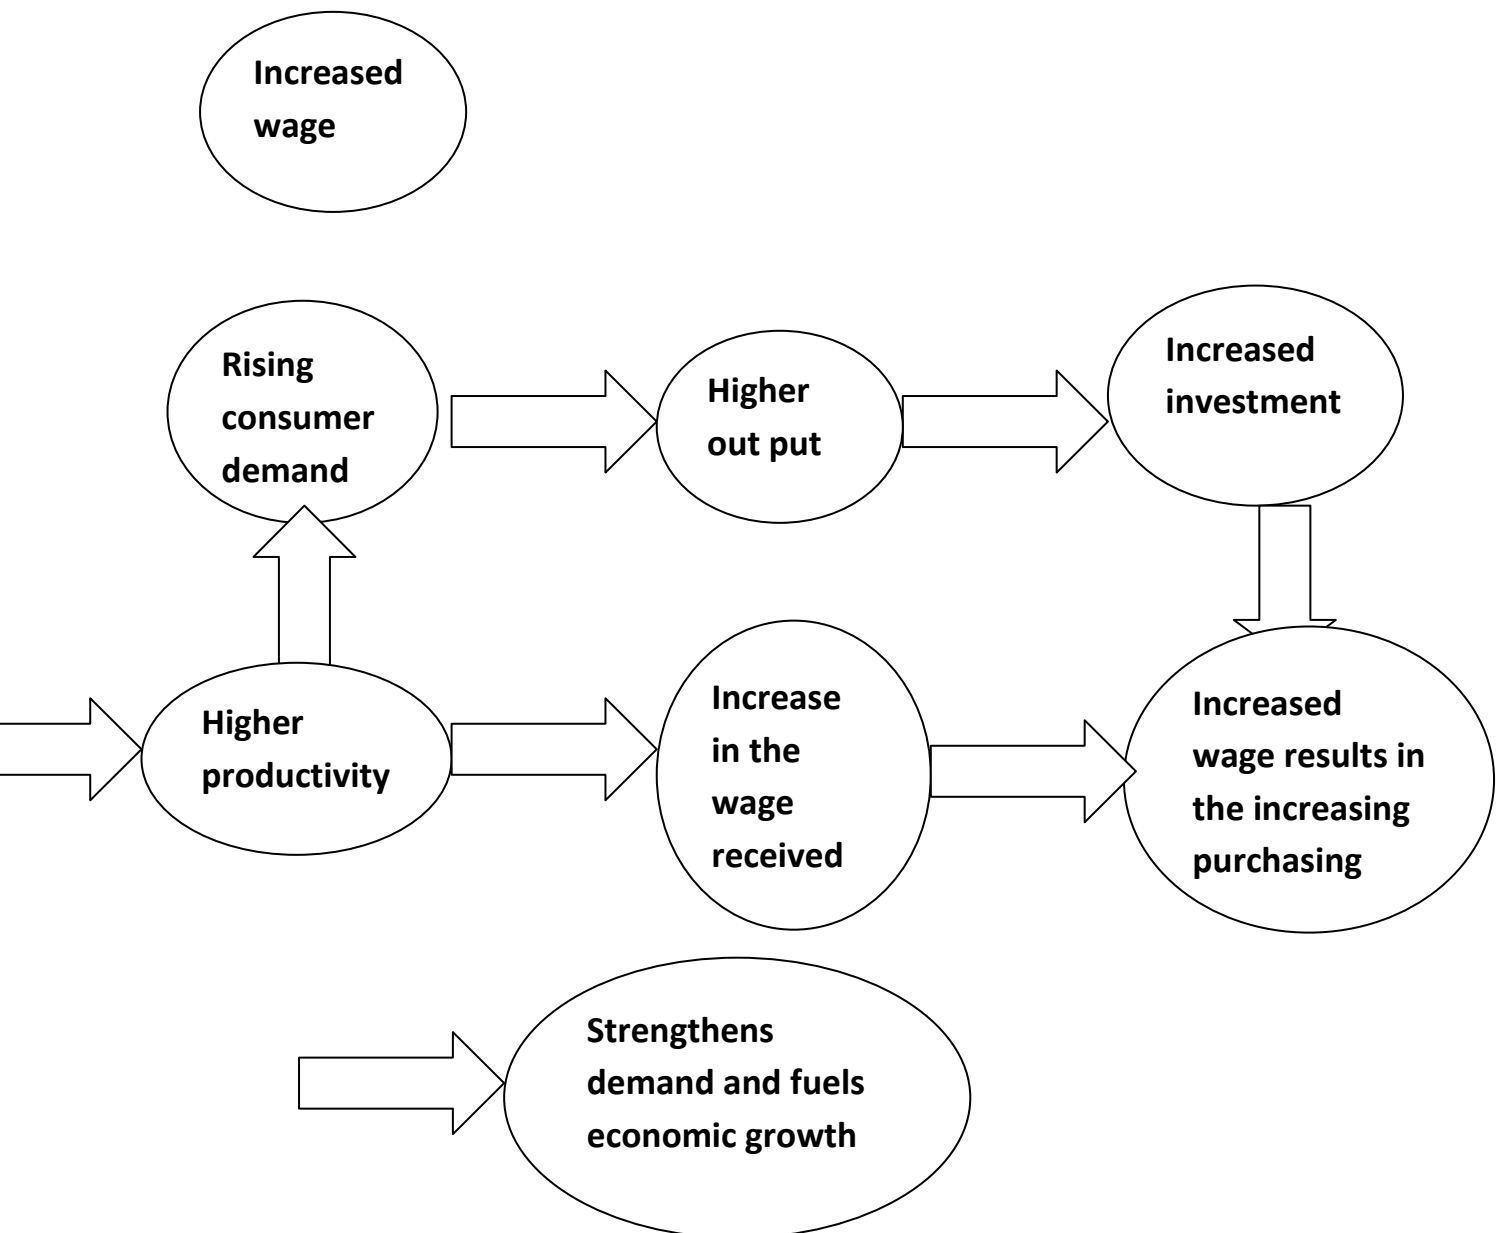 Increased
wage
Rising
consumer
demand
Higher
out put
Increased
investment
Higher
productivity
Increase
in the
wage
received
Increased
wage results in
the increasing
purchasing
Strengthens
demand and fuels
economic growth